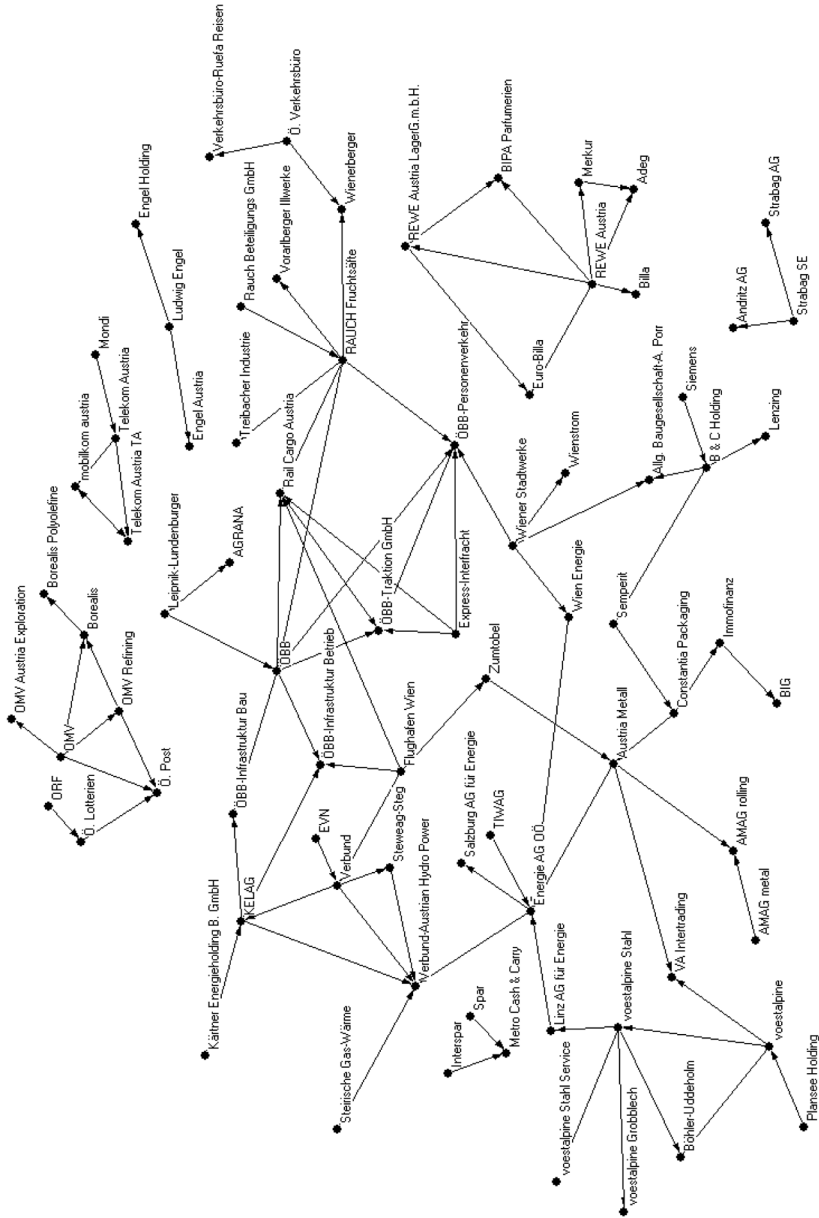 Verkehrsbüro-Ruefa Reisen
Ö. Verkehrsbüro
Wienerberger
Engel Holding
Ludwig Engel
Engel Austria
Rauch Beteiligungs GmbH
Vorarlberger Illwerke
RAUCH Fruchtsäfte
Treibacher Industrie
Rail Cargo Austria
Mondi
Telekom Austria
mobilkom austria
Telekom Austria TA
REWE Austria LagerG.m.b.H.
BIPA Parfumerien
Merkur
Adeg
REWE Austria
Billa
Euro-Billa
Strabag AG
Andritz AG
Strabag SE
ÖBB-Personenverkehr
Allg. Baugesellschaft-A. Porr
Siemens
B & C Holding
Lenzing
Wienstrom
Wiener Stadtwerke
Wien Energie
Semperit
Constantia Packaging
Immofinanz
BIG
Borealis Polyolefine
Borealis
OMV Austria Exploration
OMV Refining
OMV
ORF
Ö. Lotterien
Ö. Post
Leipnik-Lundenburger
AGRANA
ÖBB
ÖBB-Traktion GmbH
Express-Interfracht
ÖBB-Infrastruktur Betrieb
ÖBB-Infrastruktur Bau
Flughafen Wien
Zumtobel
Austria Metall
AMAG rolling
AMAG metal
EVN
Verbund
Steweag-Steg
Salzburg AG für Energie
TIWAG
Energie AG OÖ
Verbund-Austrian Hydro Power
KELAG
Kärtner Energieholding B. GmbH
Steirische Gas-Wärme
Spar
Interspar
Metro Cash & Carry
Linz AG für Energie
VA Intertrading
voestalpine Stahl
voestalpine
voestalpine Stahl Service
voestalpine Grobblech
Böhler-Uddeholm
Plansee Holding